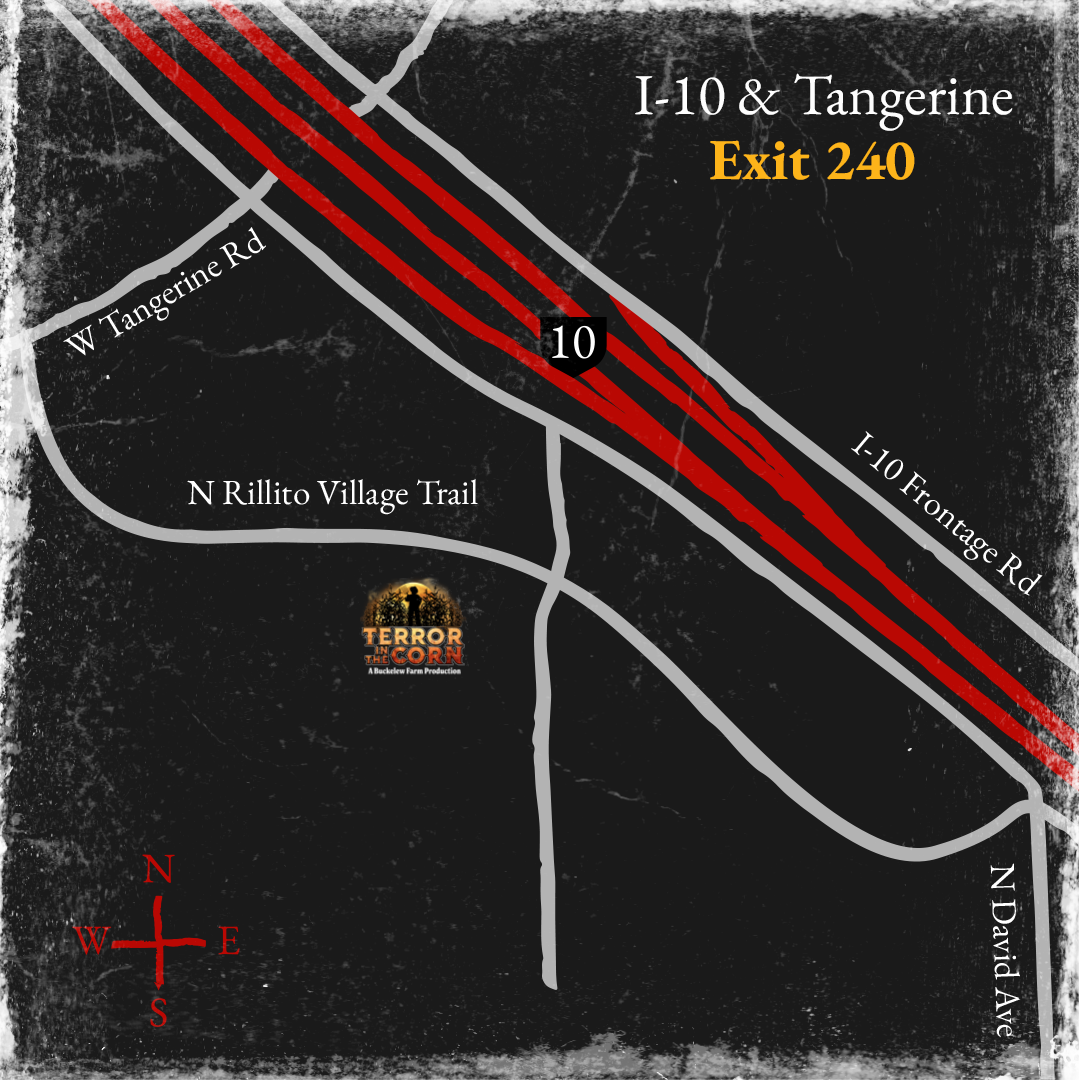 I-10 & Tangerine
Exit 240
W Tangerine Rd
10
I-10 Frontage Rd
N Rillito Village Trail
TERROR
IN
THE CORN
A Buckelew Farm Production
N
W E
S
N David Ave